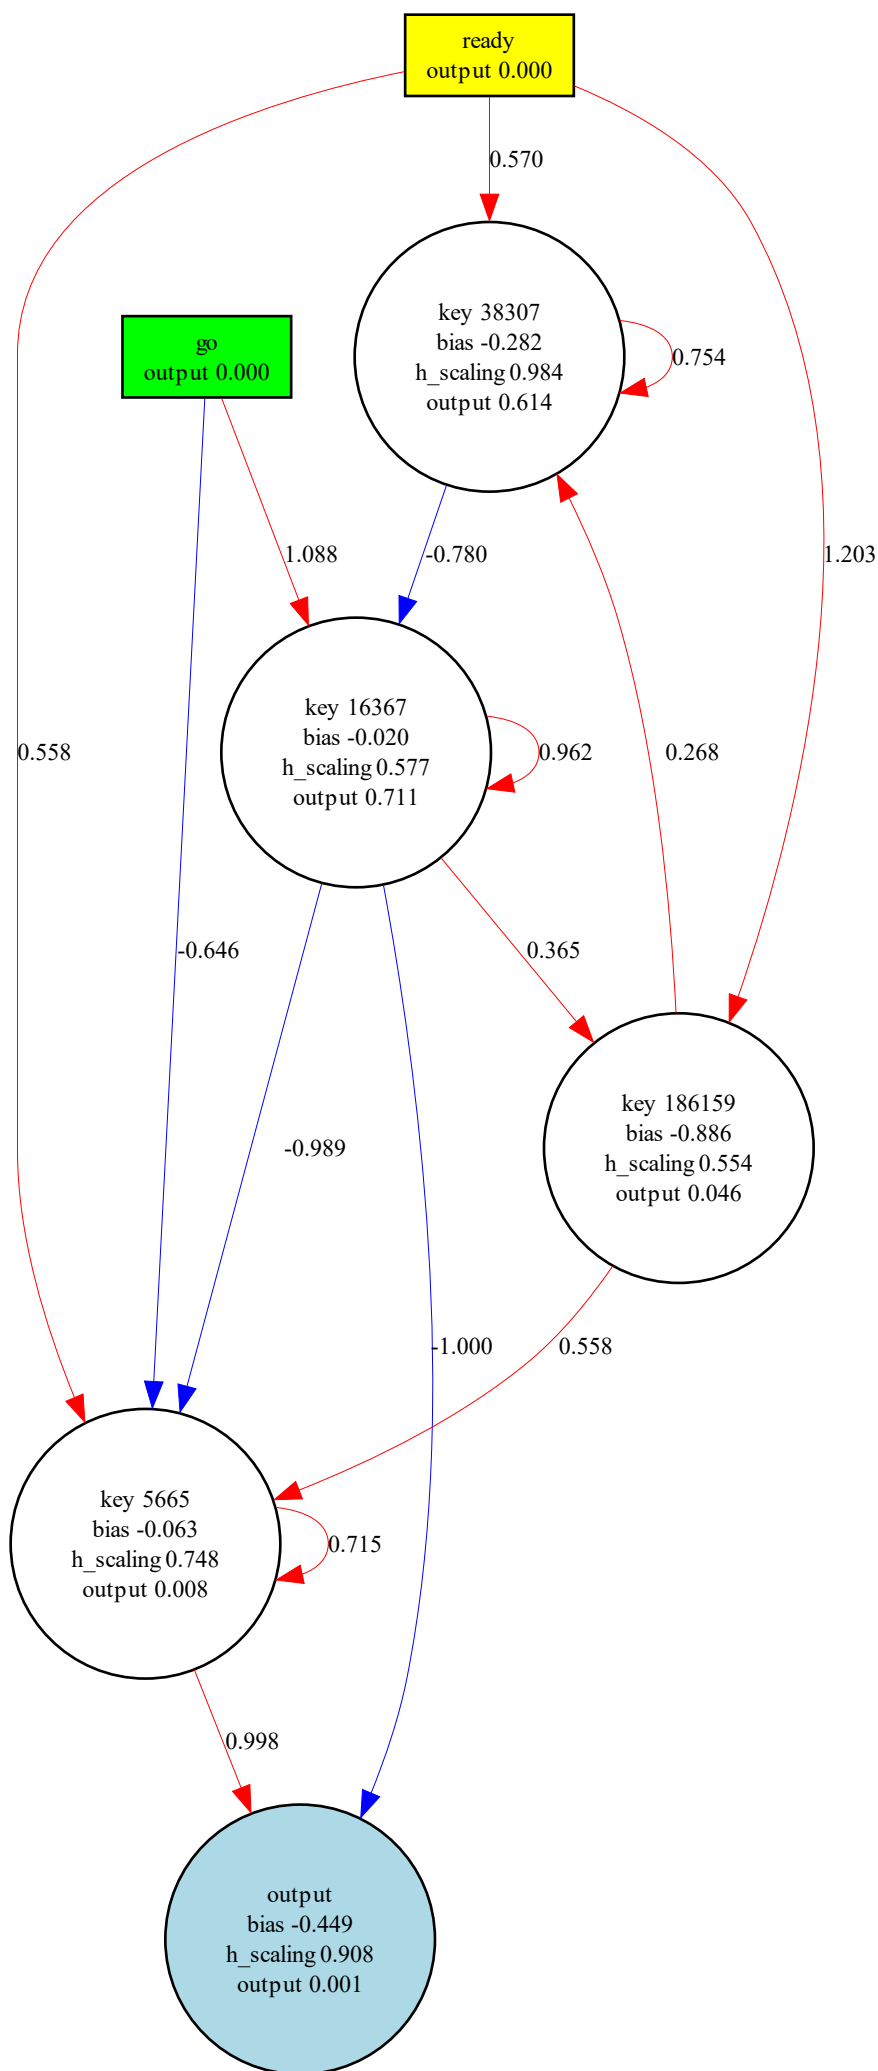 ready
output 0.000
0.570
go
output 0.000
key 38307
bias -0.282
h_scaling 0.984
output 0.614
0.754
1.088
-0.780
1.203
key 16367
bias -0.020
h_scaling 0.577
output 0.711
0.558
0.962
0.268
-0.646
0.365
key 186159
bias -0.886
h_scaling 0.554
output 0.046
-0.989
-1.000
0.558
key 5665
bias -0.063
h_scaling 0.748
output 0.008
0.715
0.998
output
bias -0.449
h_scaling 0.908
output 0.001